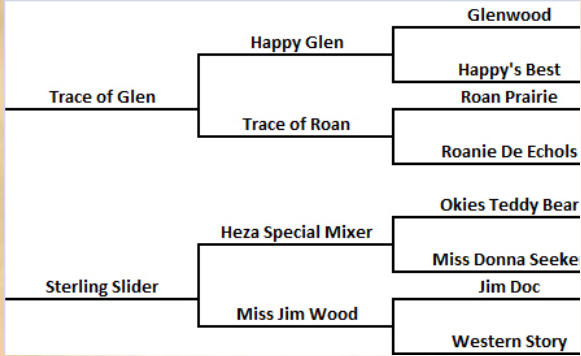 Glenwood
Happy Glen
Happy's Best
Trace of Glen
Roan Prairie
Trace of Roan
Roanie De Echols
Okies Teddy Bear
Heza Special Mixer
Miss Donna Seeke
Sterling Slider
Jim Doc
Miss Jim Wood
Western Story